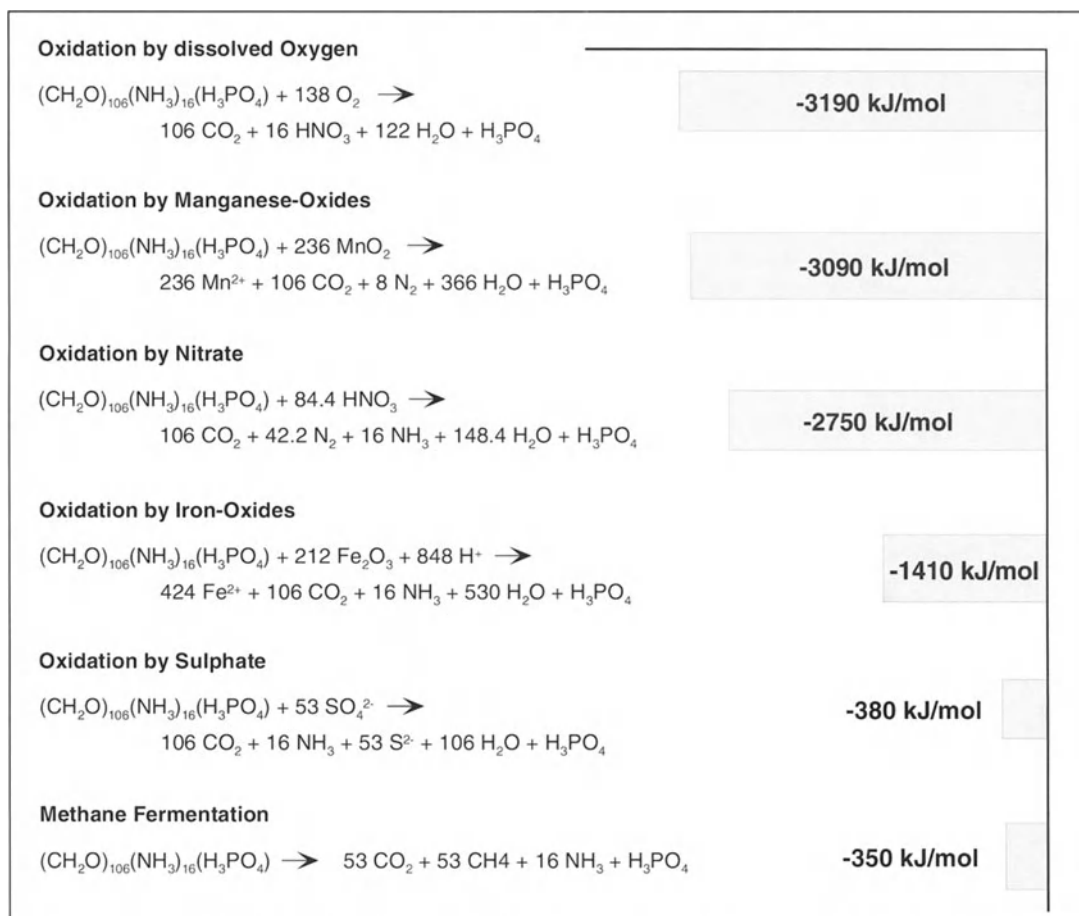 Oxidation by dissolved Oxygen
(CH₂O)₁₀₆(NH₃)₁₆(H₃PO₄) + 138 O₂ →
106 CO₂ + 16 HNO₃ + 122 H₂O + H₃PO₄
-3190 kJ/mol
Oxidation by Manganese-Oxides
(CH₂O)₁₀₆(NH₃)₁₆(H₃PO₄) + 236 MnO₂ →
236 Mn²⁺ + 106 CO₂ + 8 N₂ + 366 H₂O + H₃PO₄
-3090 kJ/mol
Oxidation by Nitrate
(CH₂O)₁₀₆(NH₃)₁₆(H₃PO₄) + 84.4 HNO₃ →
106 CO₂ + 42.2 N₂ + 16 NH₃ + 148.4 H₂O + H₃PO₄
-2750 kJ/mol
Oxidation by Iron-Oxides
(CH₂O)₁₀₆(NH₃)₁₆(H₃PO₄) + 212 Fe₂O₃ + 848 H⁺ →
424 Fe²⁺ + 106 CO₂ + 16 NH₃ + 530 H₂O + H₃PO₄
-1410 kJ/mol
Oxidation by Sulphate
(CH₂O)₁₀₆(NH₃)₁₆(H₃PO₄) + 53 SO₄²⁻ →
106 CO₂ + 16 NH₃ + 53 S²⁻ + 106 H₂O + H₃PO₄
-380 kJ/mol
Methane Fermentation
(CH₂O)₁₀₆(NH₃)₁₆(H₃PO₄) → 53 CO₂ + 53 CH4 + 16 NH₃ + H₃PO₄
-350 kJ/mol